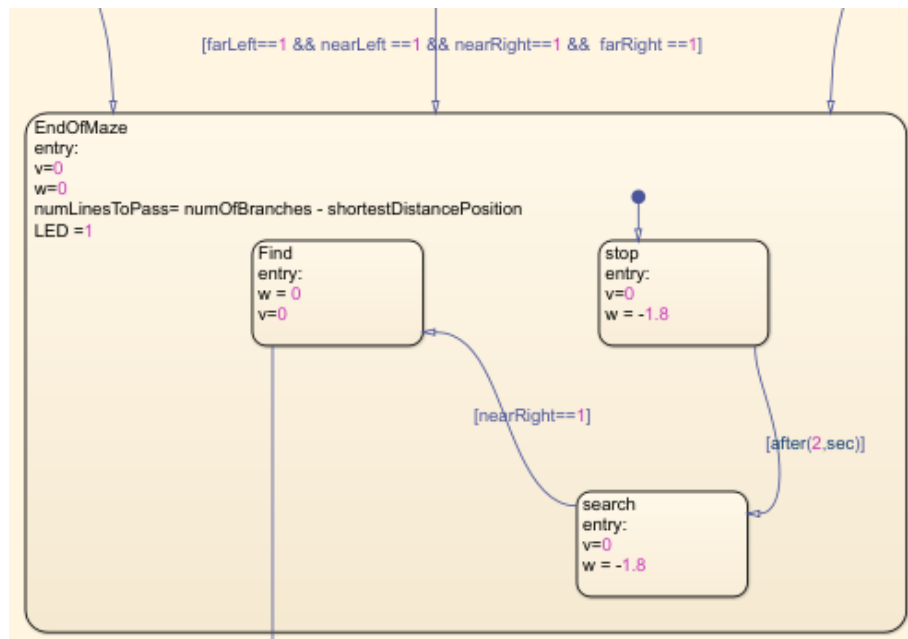 [farLeft==1 && nearLeft ==1 && nearRight==1 &&  farRight ==1]
EndOfMaze
entry:
v=0
w=0
numLinesToPass= numOfBranches - shortestDistancePosition
LED =1
Find
entry:
w = 0
v=0
stop
entry:
v=0
w = -1.8
[nearRight==1]
[after(2,sec)]
search
entry:
v=0
w = -1.8